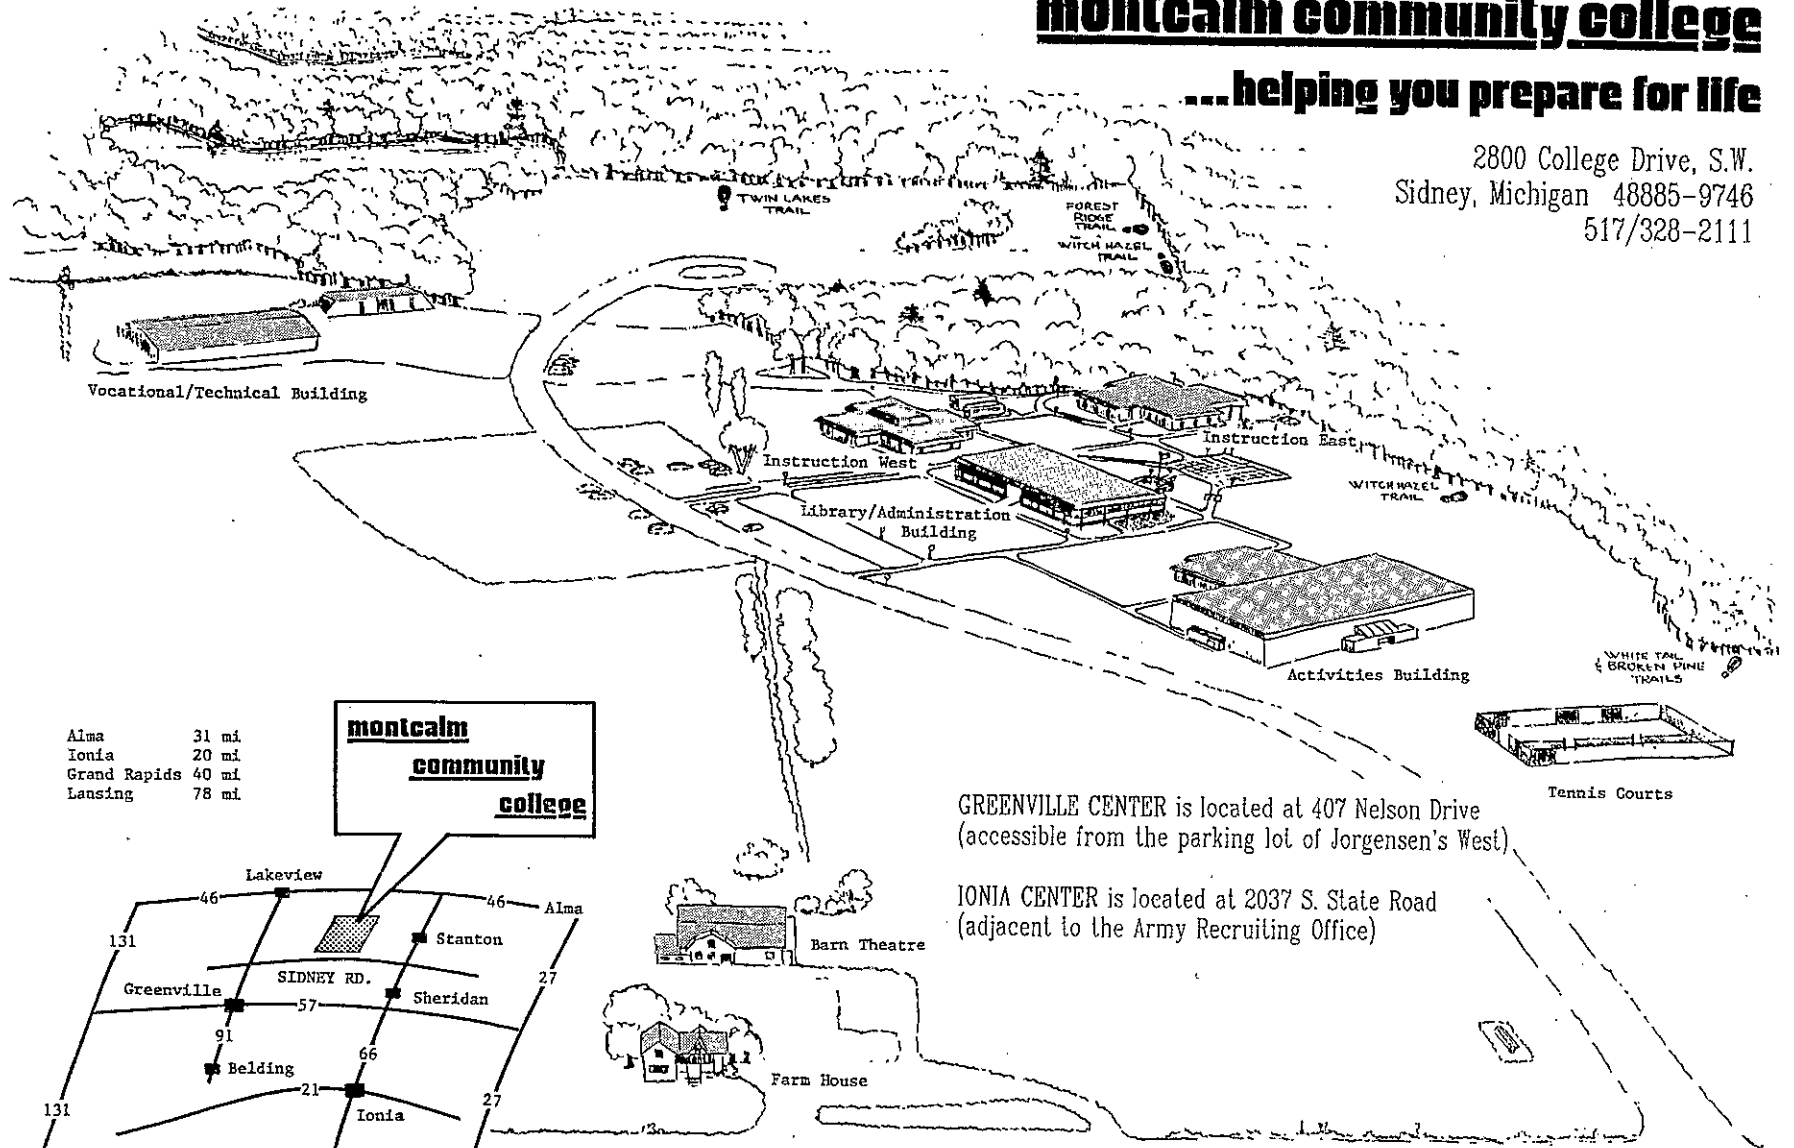 montcalm community college
...helping you prepare for life
2800 College Drive, S.W.
Sidney, Michigan 48885-9746
517/328-2111
TWIN LAKES
TRAIL
FOREST
RIDGE
TRAIL
WITCH HAZEL
TRAIL
Vocational/Technical Building
Instruction East
Instruction West
WITCH HAZEL
TRAIL
Library/Administration
Building
WHITE TAIL
& BROKEN PINE
TRAILS
Activities Building
Tennis Courts
Alma 31 mi
Ionia 20 mi
Grand Rapids 40 mi
Lansing 78 mi
montcalm
community
college
GREENVILLE CENTER is located at 407 Nelson Drive
(accessible from the parking lot of Jorgensen's West)
IONIA CENTER is located at 2037 S. State Road
(adjacent to the Army Recruiting Office)
Barn Theatre
Farm House
Lakeview
46
46
Alma
131
Stanton
SIDNEY RD.
27
Greenville
57
Sheridan
91
66
Belding
21
Ionia
27
131